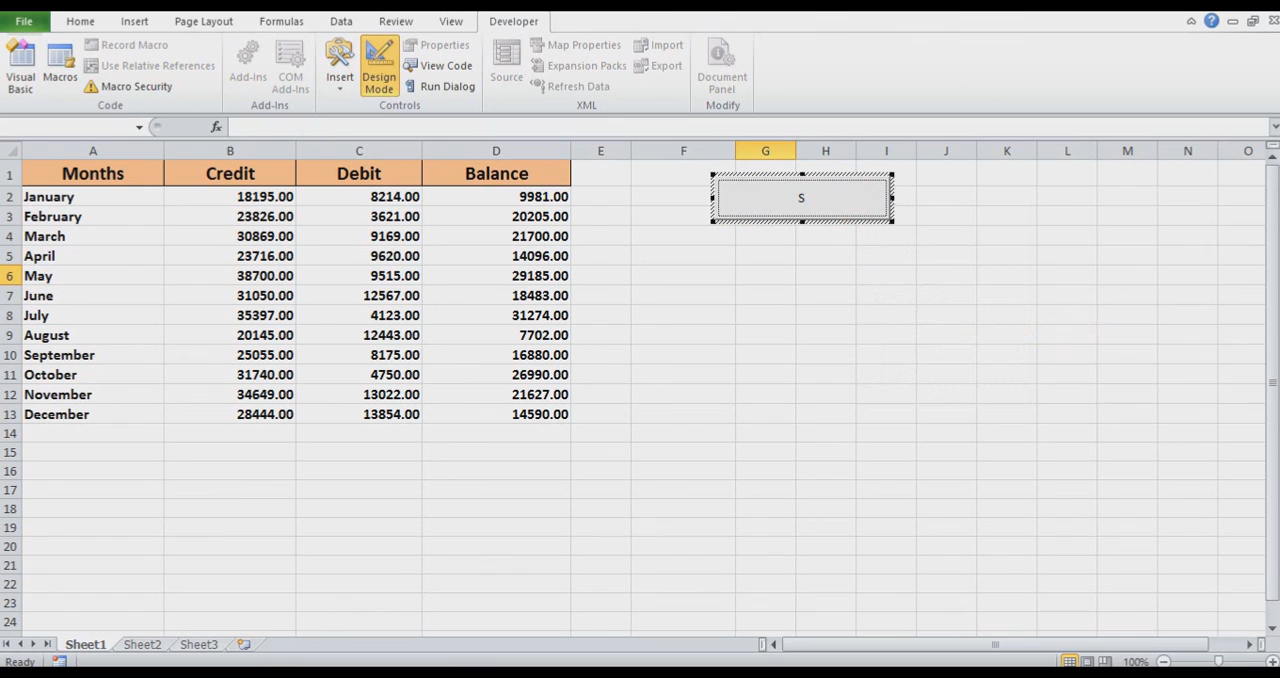 File Home Insert Page Layout Formulas Data Review View Developer
Visual Basic
Macros
Record Macro
Use Relative References
Macro Security
Code
Add-Ins
COM Add-Ins
Add-Ins
Insert
Design Mode
Properties
View Code
Run Dialog
Controls
Source
Map Properties
Expansion Packs
Refresh Data
Import
Export
XML
Document Panel
Modify
fx
A B C D E F G H I J K L M N O
1 Months Credit Debit Balance
2 January 18195.00 8214.00 9981.00
S
3 February 23826.00 3621.00 20205.00
4 March 30869.00 9169.00 21700.00
5 April 23716.00 9620.00 14096.00
6 May 38700.00 9515.00 29185.00
7 June 31050.00 12567.00 18483.00
8 July 35397.00 4123.00 31274.00
9 August 20145.00 12443.00 7702.00
10 September 25055.00 8175.00 16880.00
11 October 31740.00 4750.00 26990.00
12 November 34649.00 13022.00 21627.00
13 December 28444.00 13854.00 14590.00
14
15
16
17
18
19
20
21
22
23
24
Sheet1 Sheet2 Sheet3
Ready 100%